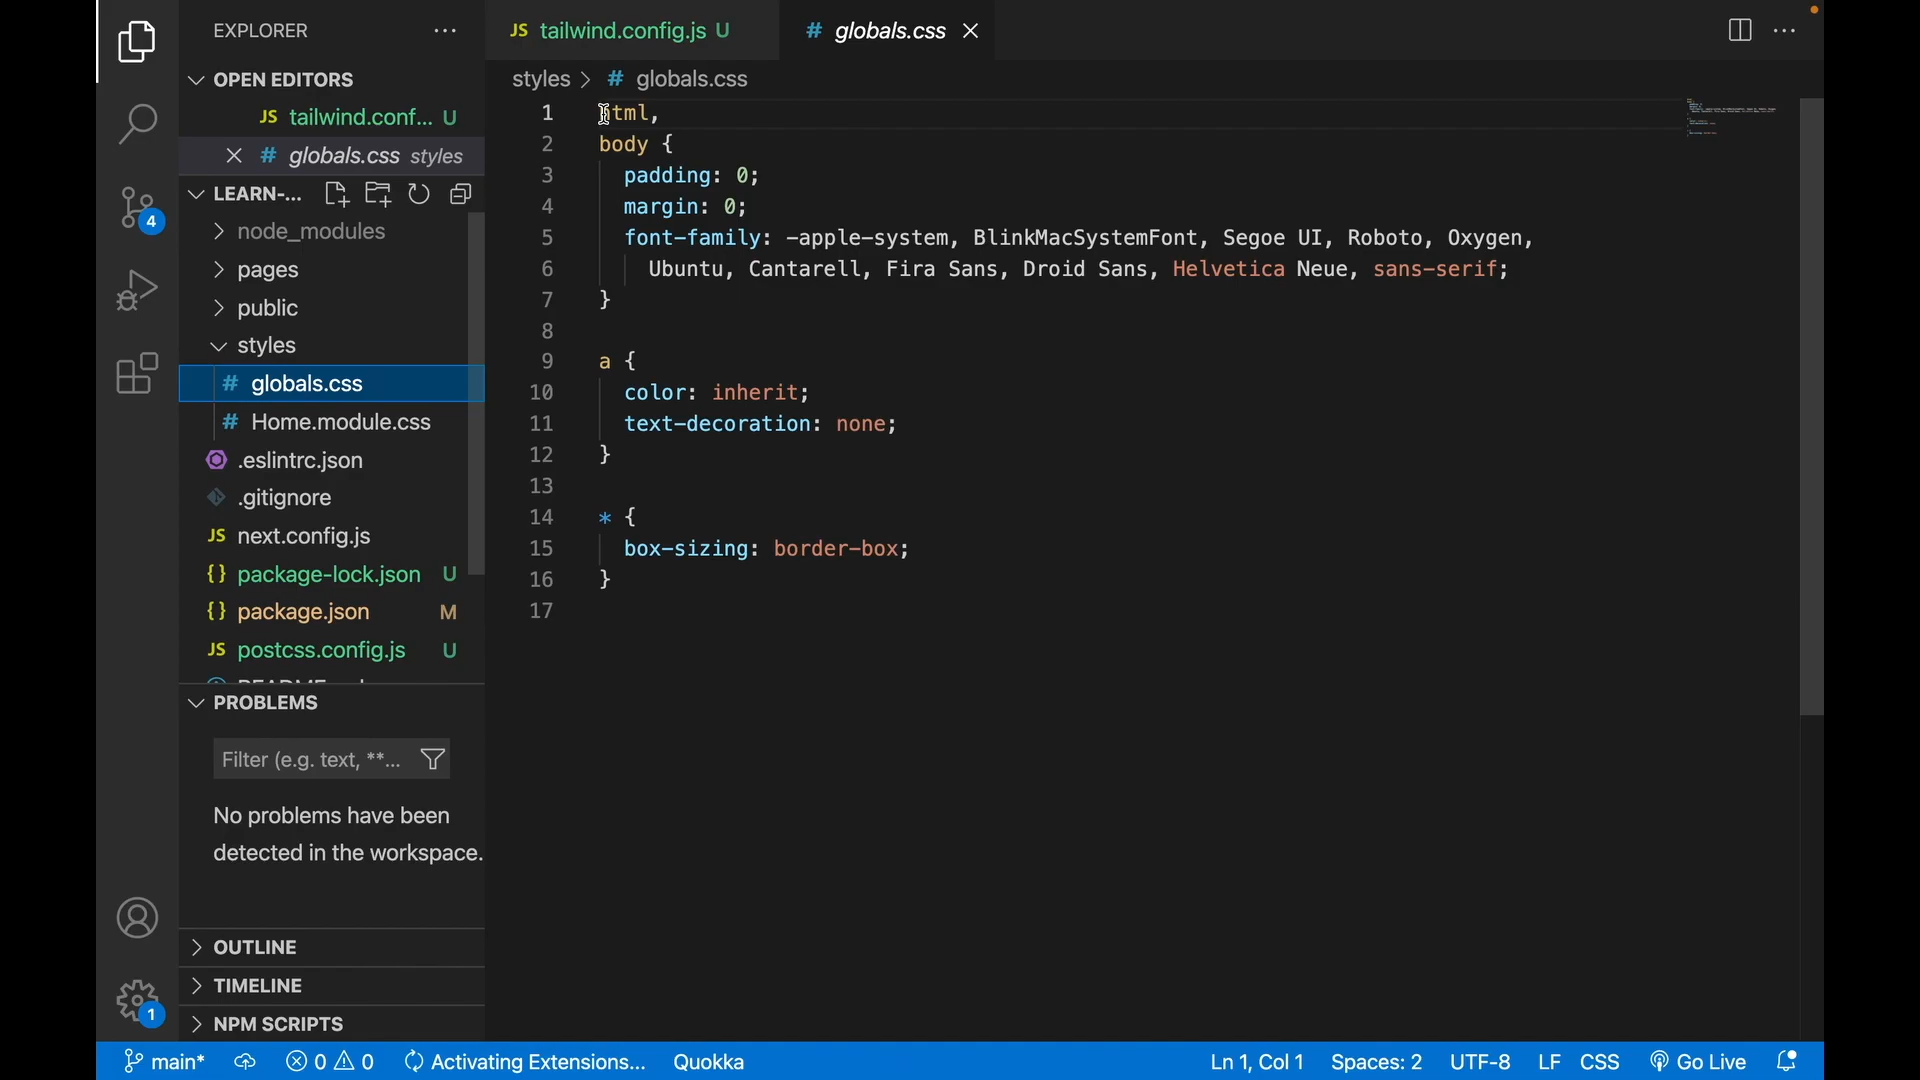 EXPLORER
OPEN EDITORS
JS tailwind.conf... U
# globals.css styles
LEARN-...
node_modules
pages
public
styles
# globals.css
# Home.module.css
.eslintrc.json
.gitignore
JS next.config.js
{} package-lock.json U
{} package.json M
JS postcss.config.js U
PROBLEMS
Filter (e.g. text, **...
No problems have been
detected in the workspace.
OUTLINE
TIMELINE
NPM SCRIPTS
4
1
JS tailwind.config.js U
# globals.css
styles > # globals.css
1 html,
2 body {
3 padding: 0;
4 margin: 0;
5 font-family: -apple-system, BlinkMacSystemFont, Segoe UI, Roboto, Oxygen,
6 Ubuntu, Cantarell, Fira Sans, Droid Sans, Helvetica Neue, sans-serif;
7 }
8
9 a {
10 color: inherit;
11 text-decoration: none;
12 }
13
14 * {
15 box-sizing: border-box;
16 }
17
main* 0 0 Activating Extensions... Quokka Ln 1, Col 1 Spaces: 2 UTF-8 LF CSS Go Live